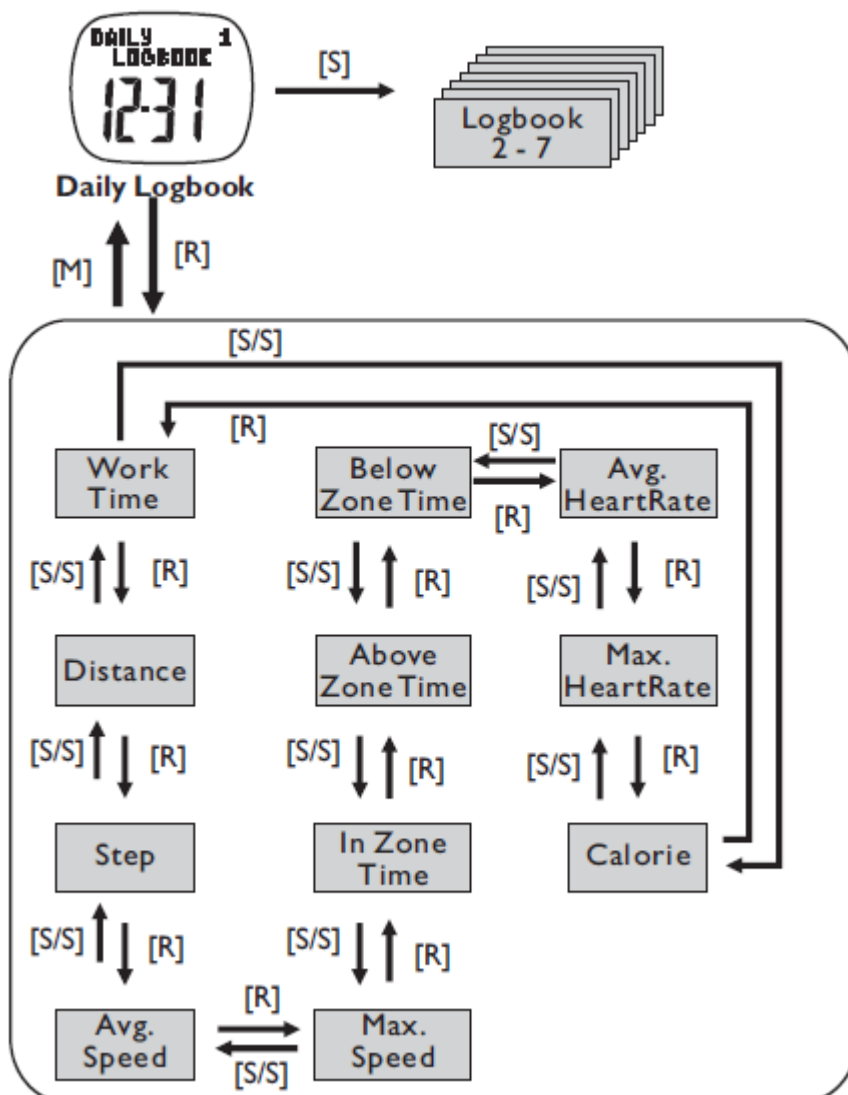 DAILY 1
LOGBOOK
12-31
[S]
Logbook
2 - 7
Daily Logbook
[M]
[R]
[S/S]
[R]
Work
Time
Below
Zone Time
[S/S]
[R]
Avg.
HeartRate
[S/S]
[R]
[S/S]
[R]
[S/S]
[R]
Distance
Above
Zone Time
Max.
HeartRate
[S/S]
[R]
[S/S]
[R]
[S/S]
[R]
Step
In Zone
Time
Calorie
[S/S]
[R]
[S/S]
[R]
Avg.
Speed
[R]
[S/S]
Max.
Speed